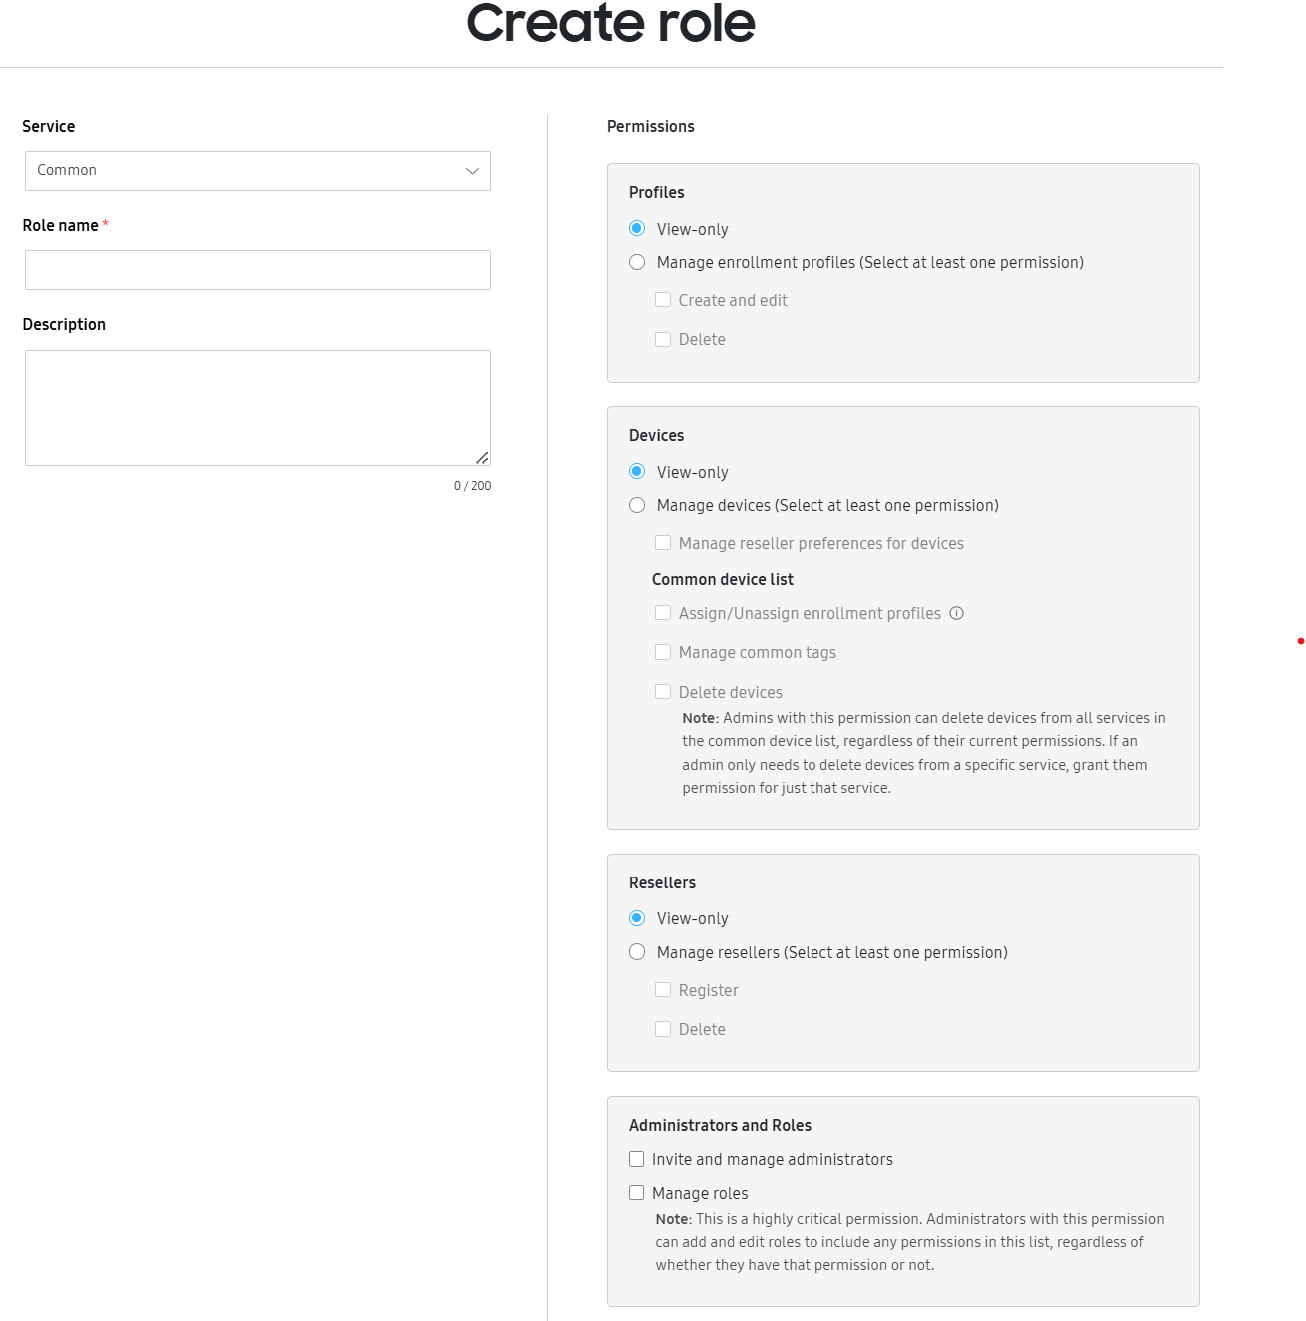 Create role
Service
Common
Role name *
Description
0 / 200
Permissions
Profiles
View-only
Manage enrollment profiles (Select at least one permission)
Create and edit
Delete
Devices
View-only
Manage devices (Select at least one permission)
Manage reseller preferences for devices
Common device list
Assign/Unassign enrollment profiles
Manage common tags
Delete devices
Note: Admins with this permission can delete devices from all services in
the common device list, regardless of their current permissions. If an
admin only needs to delete devices from a specific service, grant them
permission for just that service.
Resellers
View-only
Manage resellers (Select at least one permission)
Register
Delete
Administrators and Roles
Invite and manage administrators
Manage roles
Note: This is a highly critical permission. Administrators with this permission
can add and edit roles to include any permissions in this list, regardless of
whether they have that permission or not.